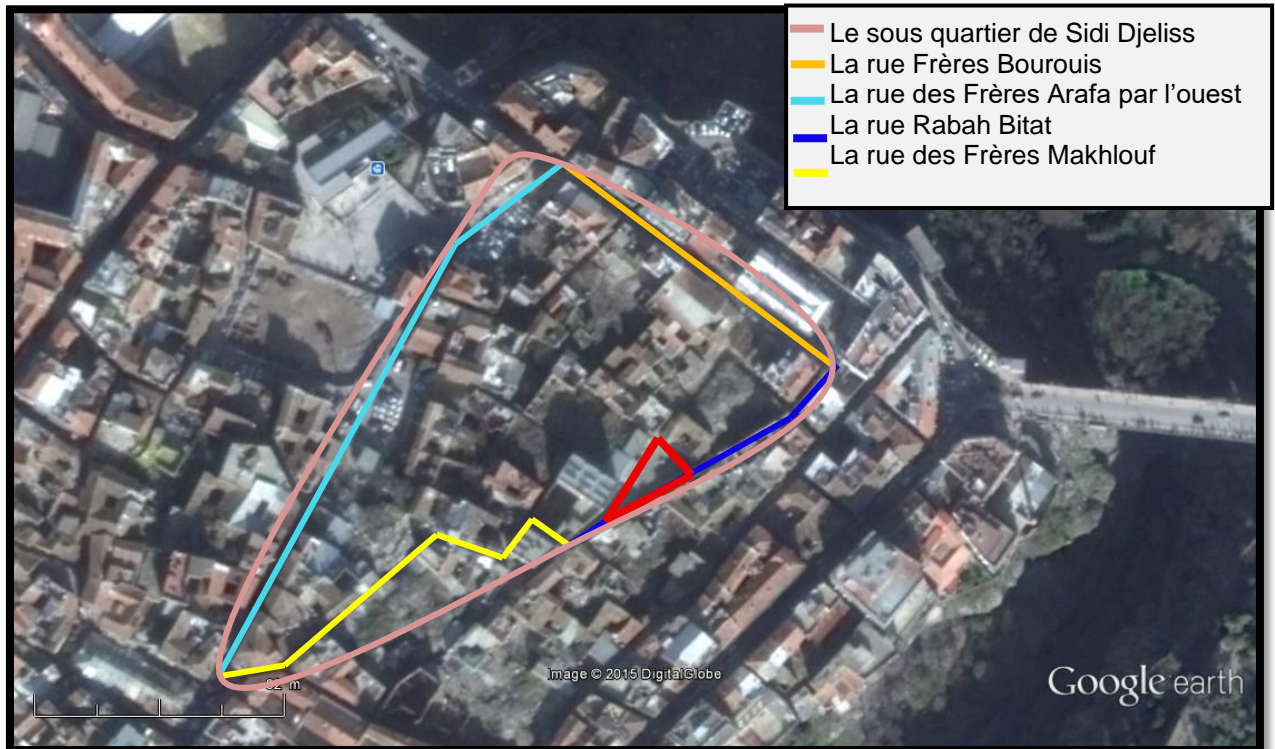 Le sous quartier de Sidi Djeliss
La rue Frères Bourouis
La rue des Frères Arafa par l’ouest
La rue Rabah Bitat
La rue des Frères Makhlouf
82 m
Image © 2015 DigitalGlobe
Google earth